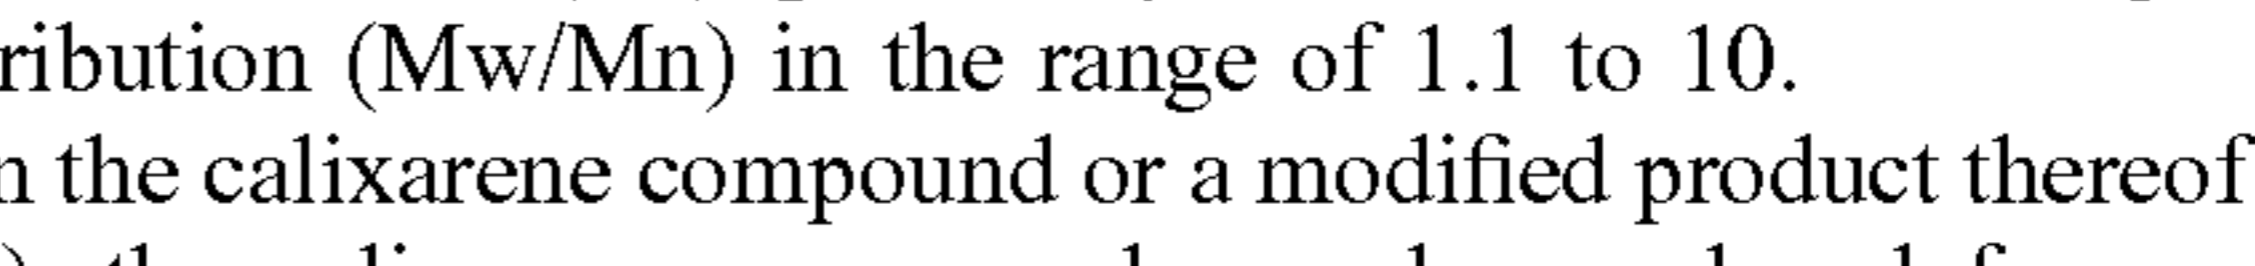 ribution (Mw/Mn) in the range of 1.1 to 10.
the calixarene compound or a modified product thereof